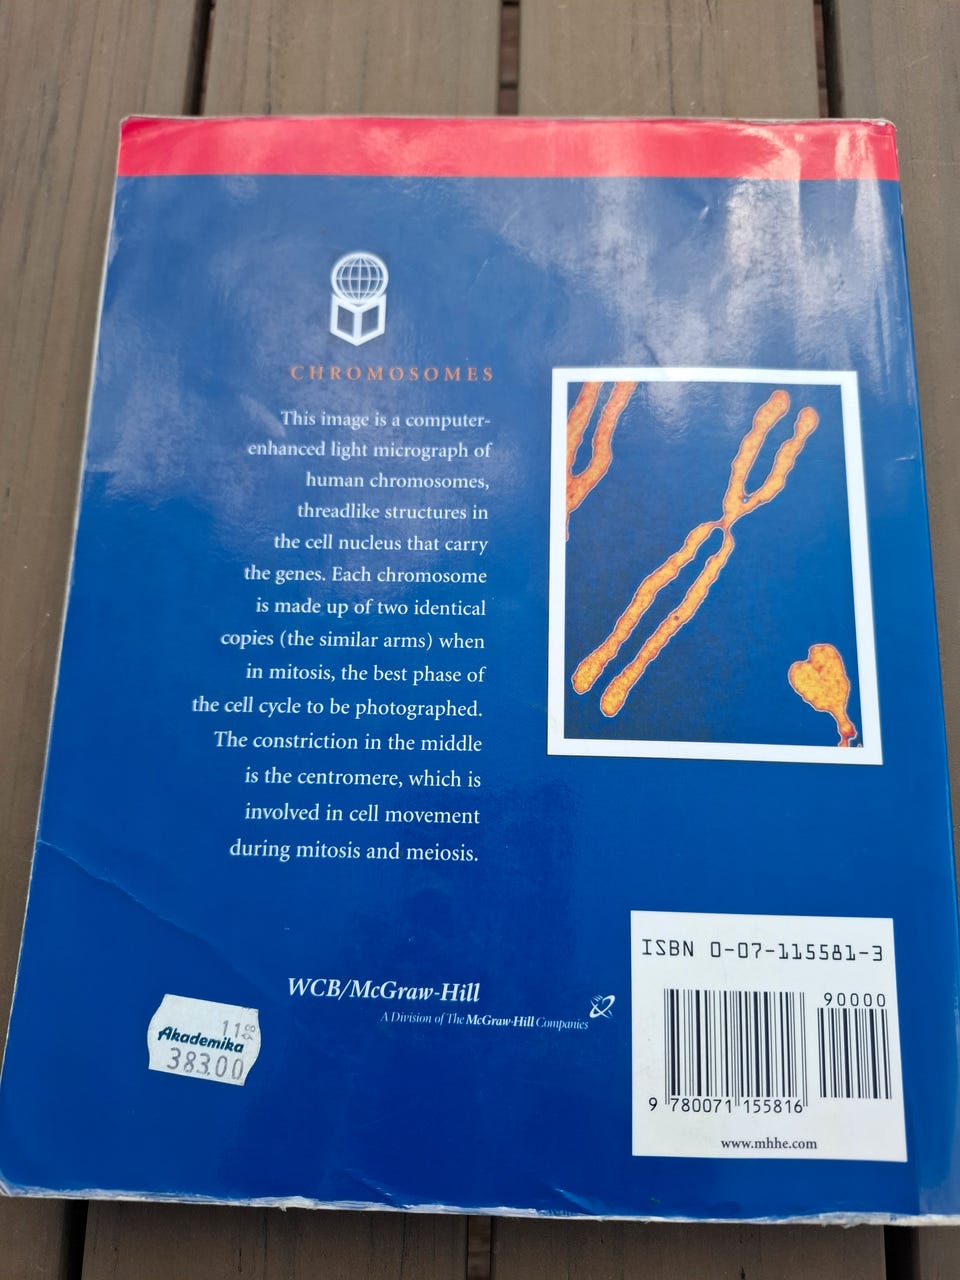 CHROMOSOMES
This image is a computer-
enhanced light micrograph of
human chromosomes,
threadlike structures in
the cell nucleus that carry
the genes. Each chromosome
is made up of two identical
copies (the similar arms) when
in mitosis, the best phase of
the cell cycle to be photographed.
The constriction in the middle
is the centromere, which is
involved in cell movement
during mitosis and meiosis.
WCB/McGraw-Hill
A Division of The McGraw-Hill Companies
Akademika
383.00
ISBN 0-07-115581-3
90000
9 780071 155816
www.mhhe.com